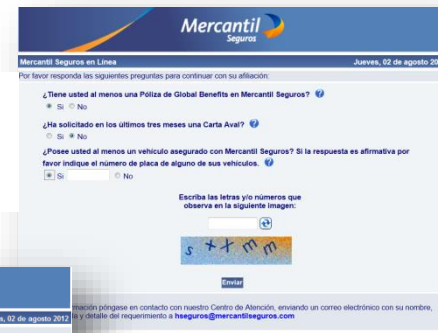 Mercantil
Seguros
Mercantil Seguros en Línea
Jueves, 02 de agosto 20
Por favor responda las siguientes preguntas para continuar con su afiliación:
¿Tiene usted al menos una Póliza de Global Benefits en Mercantil Seguros?
Si No
¿Ha solicitado en los últimos tres meses una Carta Aval?
Si No
¿Posee usted al menos un vehículo asegurado con Mercantil Seguros? Si la respuesta es afirmativa por
favor indique el número de placa de alguno de sus vehículos.
Si No
Escriba las letras y/o números que
observa en la siguiente imagen:
s x x m m
Enviar
rmación póngase en contacto con nuestro Centro de Atención, enviando un correo electrónico con su nombre,
y detalle del requerimiento a hseguros@mercantilseguros.com
s, 02 de agosto 2012